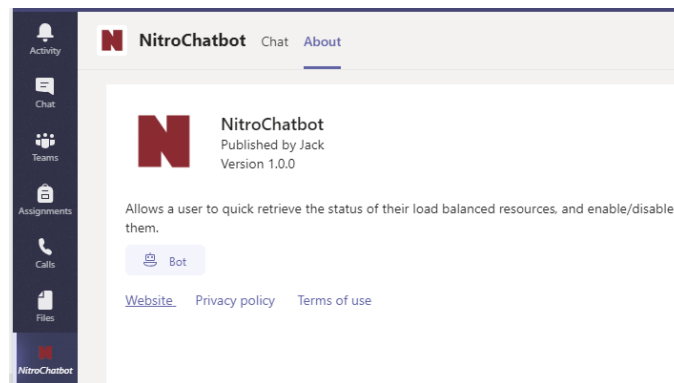 Activity
Chat
Teams
Assignments
Calls
Files
NitroChatbot
N NitroChatbot Chat About
N
NitroChatbot
Published by Jack
Version 1.0.0
Allows a user to quick retrieve the status of their load balanced resources, and enable/disable
them.
Bot
Website Privacy policy Terms of use